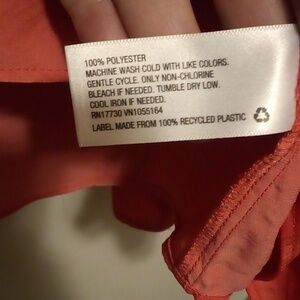 100% POLYESTER
MACHINE WASH COLD WITH LIKE COLORS.
GENTLE CYCLE. ONLY NON-CHLORINE
BLEACH IF NEEDED. TUMBLE DRY LOW.
COOL IRON IF NEEDED.
RN17730 VN1055164
LABEL MADE FROM 100% RECYCLED PLASTIC